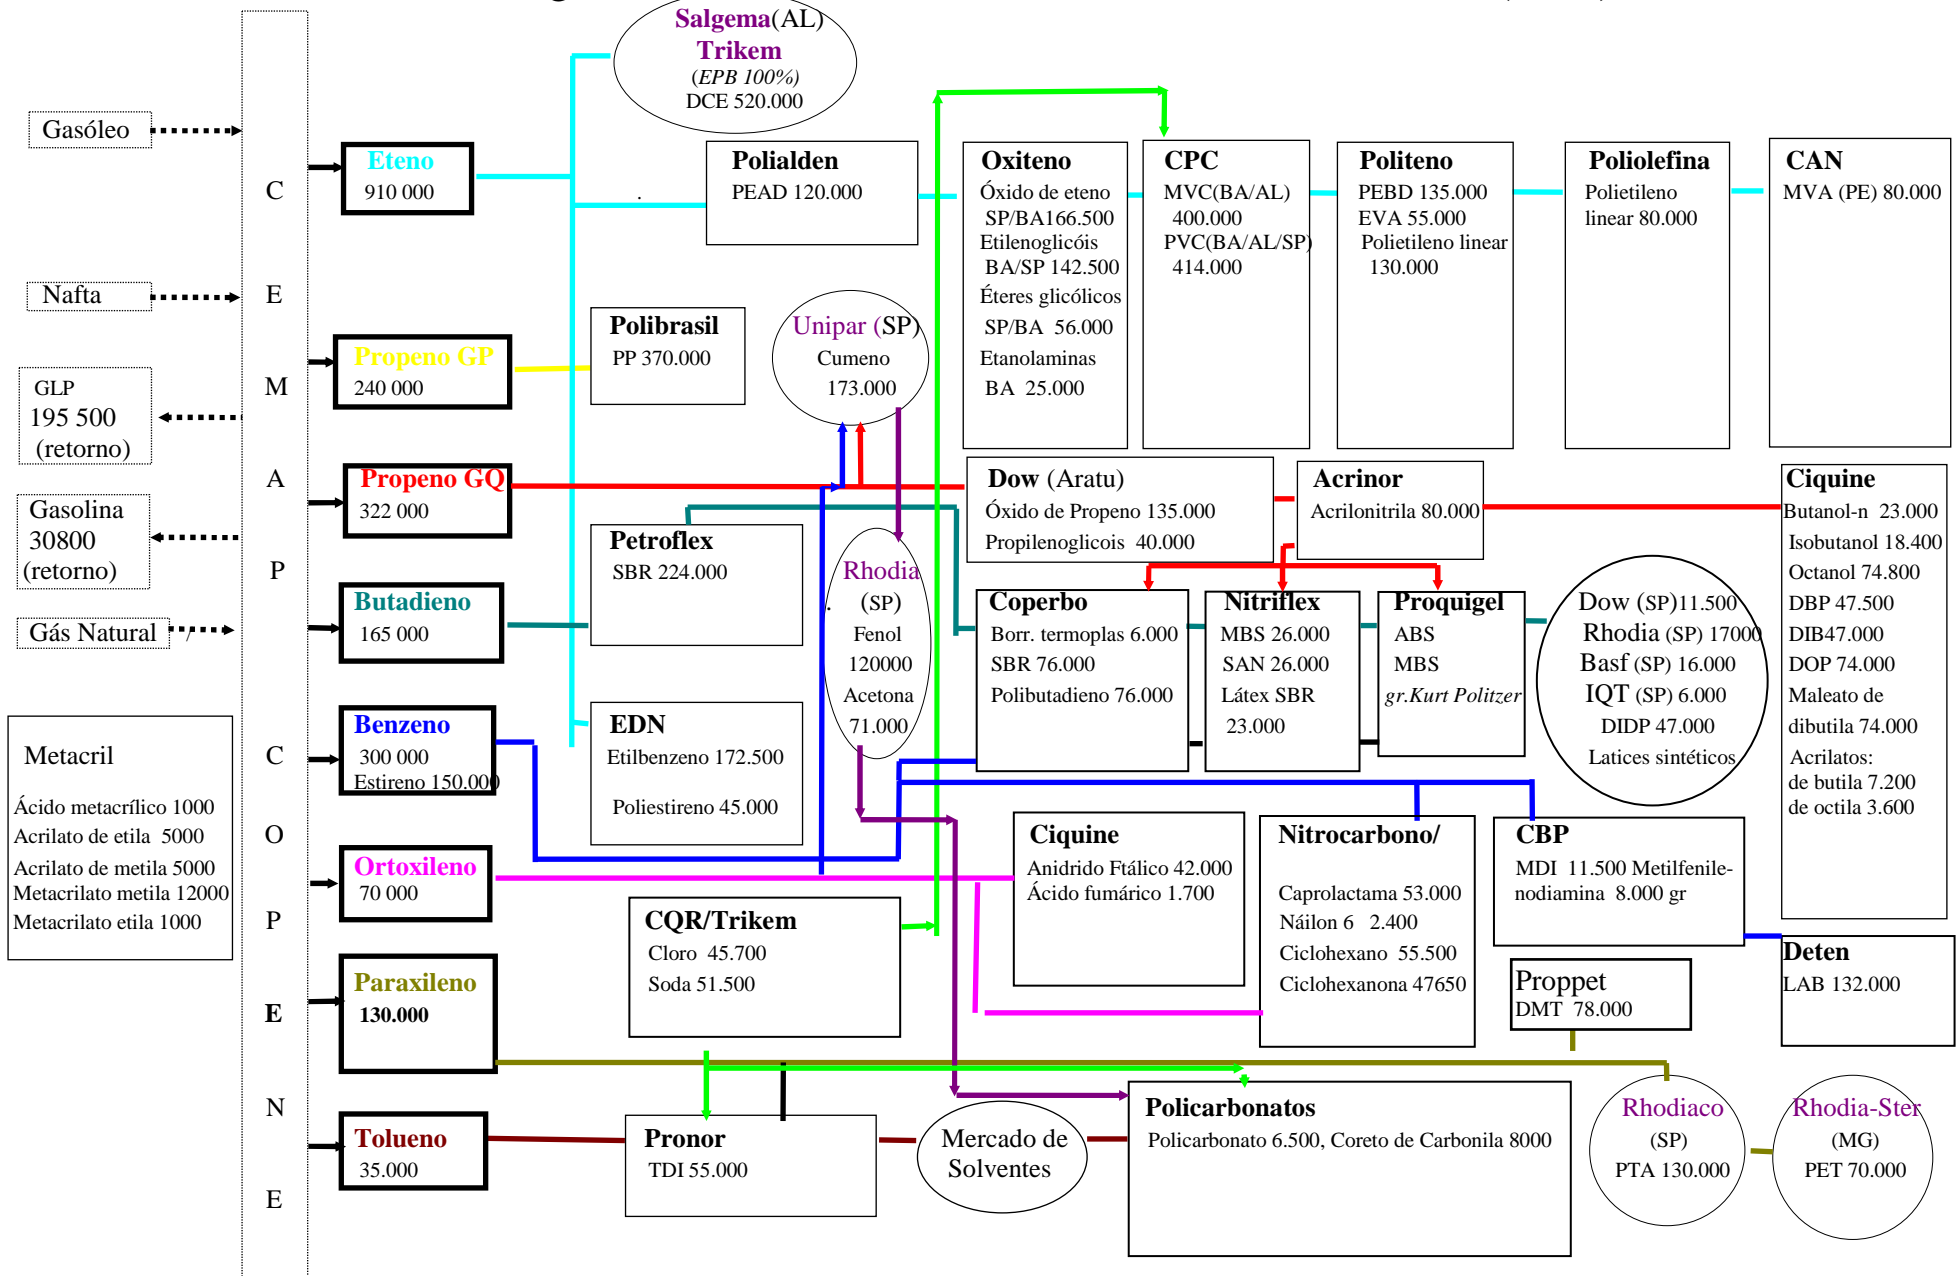 Salgema(AL)
Trikem
(EPB 100%)
DCE 520.000
Gasóleo
Nafta
GLP
195 500
(retorno)
Gasolina
30800
(retorno)
Gás Natural /
Metacril
Ácido metacrílico 1000
Acrilato de etila 5000
Acrilato de metila 5000
Metacrilato metila 12000
Metacrilato etila 1000
C
E
M
A
P
C
O
P
E
N
E
Eteno
910 000
Propeno GP
240 000
Propeno GQ
322 000
Butadieno
165 000
Benzeno
300 000
Estireno 150.000
Ortoxileno
70 000
Paraxileno
130.000
Tolueno
35.000
Polialden
PEAD 120.000
Oxiteno
Óxido de eteno
SP/BA166.500
Etilenoglicóis
BA/SP 142.500
Éteres glicólicos
SP/BA 56.000
Etanolaminas
BA 25.000
CPC
MVC(BA/AL)
400.000
PVC(BA/AL/SP)
414.000
Politeno
PEBD 135.000
EVA 55.000
Polietileno linear
130.000
Poliolefina
Polietileno
linear 80.000
CAN
MVA (PE) 80.000
Polibrasil
PP 370.000
Unipar (SP)
Cumeno
173.000
Dow (Aratu)
Óxido de Propeno 135.000
Propilenoglicois 40.000
Acrinor
Acrilonitrila 80.000
Ciquine
Butanol-n 23.000
Isobutanol 18.400
Octanol 74.800
DBP 47.500
DIB47.000
DOP 74.000
Maleato de
dibutila 74.000
Acrilatos:
de butila 7.200
de octila 3.600
Petroflex
SBR 224.000
Rhodia
(SP)
Fenol
120000
Acetona
71.000
Coperbo
Borr. termoplas 6.000
SBR 76.000
Polibutadieno 76.000
Nitriflex
MBS 26.000
SAN 26.000
Látex SBR
23.000
Proquigel
ABS
MBS
gr.Kurt Politzer
Dow (SP)11.500
Rhodia (SP) 17000
Basf (SP) 16.000
IQT (SP) 6.000
DIDP 47.000
Latices sintéticos
EDN
Etilbenzeno 172.500
Poliestireno 45.000
Ciquine
Anidrido Ftálico 42.000
Ácido fumárico 1.700
Nitrocarbono/
Caprolactama 53.000
Náilon 6 2.400
Ciclohexano 55.500
Ciclohexanona 47650
CBP
MDI 11.500 Metilfenile-
nodiamina 8.000 gr
Deten
LAB 132.000
CQR/Trikem
Cloro 45.700
Soda 51.500
Proppet
DMT 78.000
Pronor
TDI 55.000
Mercado de
Solventes
Policarbonatos
Policarbonato 6.500, Coreto de Carbonila 8000
Rhodiaco
(SP)
PTA 130.000
Rhodia-Ster
(MG)
PET 70.000